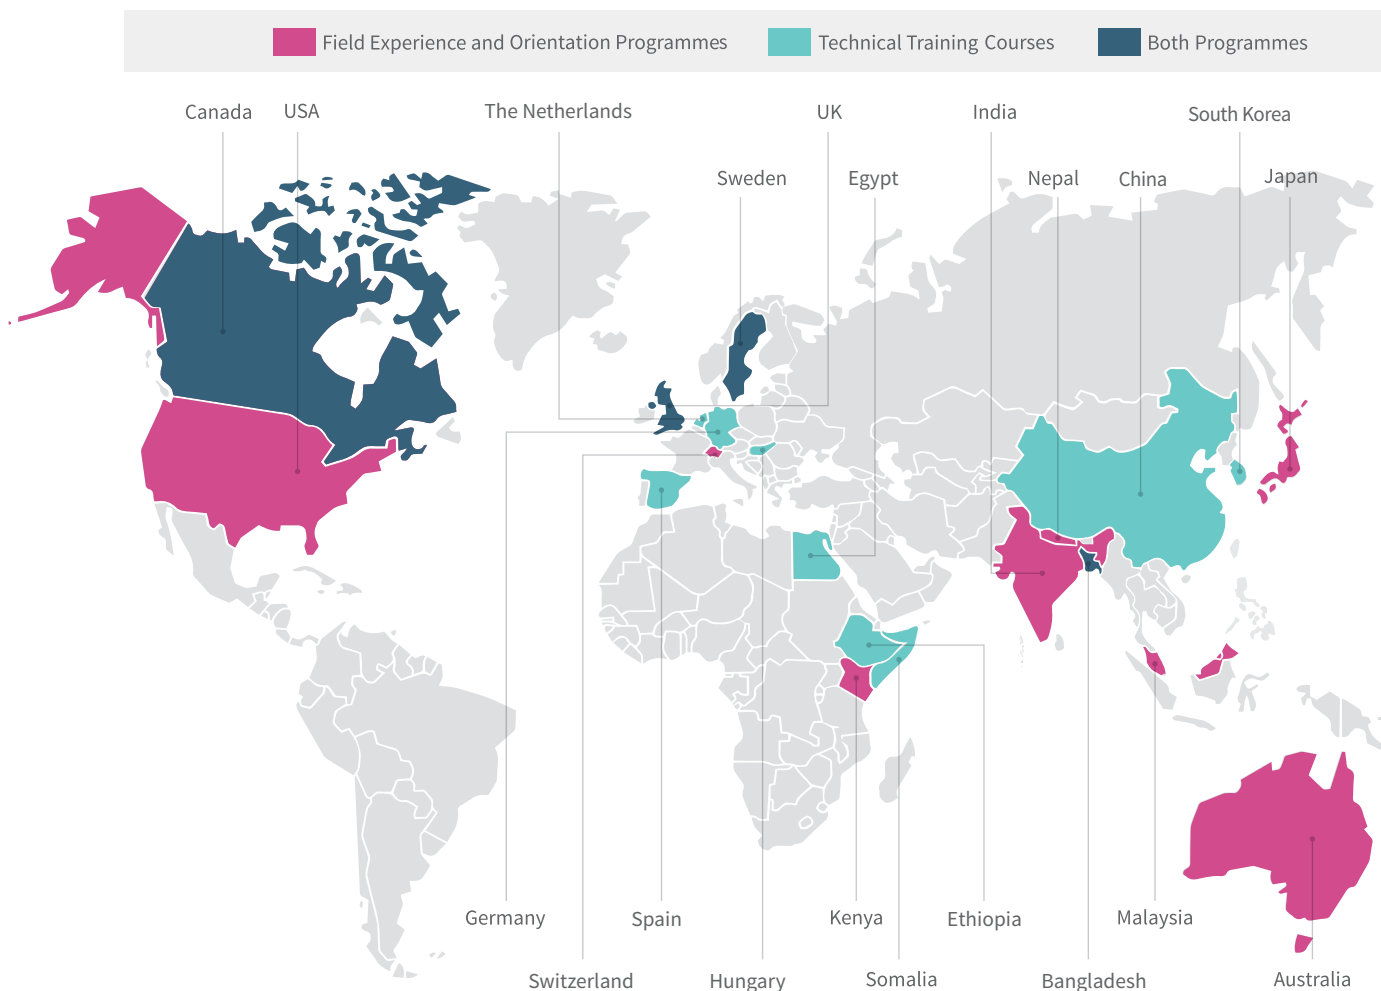 Field Experience and Orientation Programmes
Technical Training Courses
Both Programmes
Canada
USA
The Netherlands
UK
India
South Korea
Sweden
Egypt
Nepal
China
Japan
Germany
Spain
Kenya
Ethiopia
Malaysia
Switzerland
Hungary
Somalia
Bangladesh
Australia